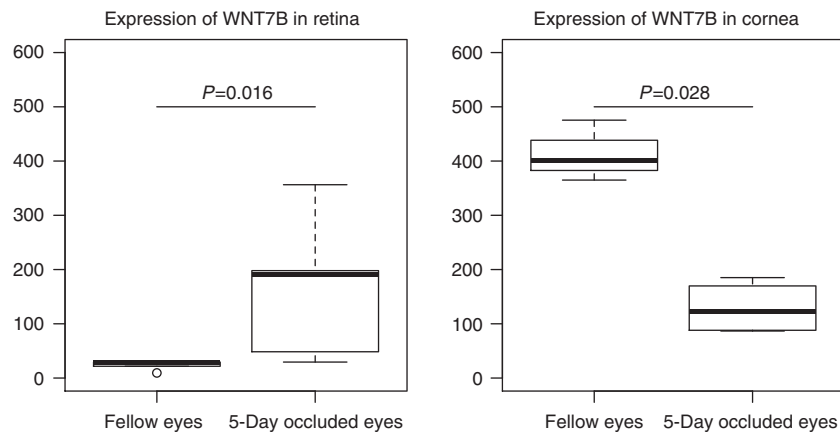 Expression of WNT7B in retina
600
500
400
300
200
100
0
P=0.016
Fellow eyes
5-Day occluded eyes
Expression of WNT7B in cornea
600
500
400
300
200
100
0
P=0.028
Fellow eyes
5-Day occluded eyes